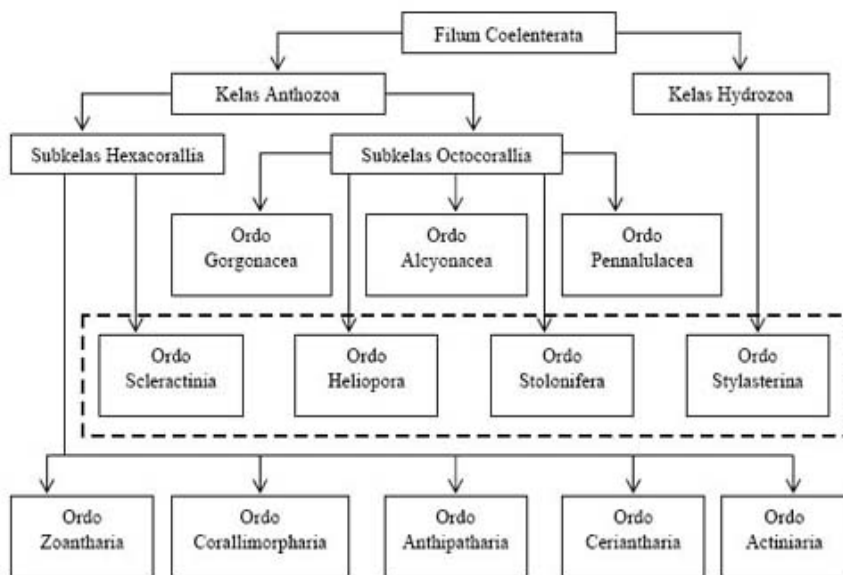 Filum Coelenterata
Kelas Anthozoa
Kelas Hydrozoa
Subkelas Hexacorallia
Subkelas Octocorallia
Ordo
Gorgonacea
Ordo
Alcyonacea
Ordo
Pennalulacea
Ordo
Scleractinia
Ordo
Heliopora
Ordo
Stolonifera
Ordo
Stylasterina
Ordo
Zoantharia
Ordo
Corallimorpharia
Ordo
Anthipatharia
Ordo
Ceriantharia
Ordo
Actiniaria